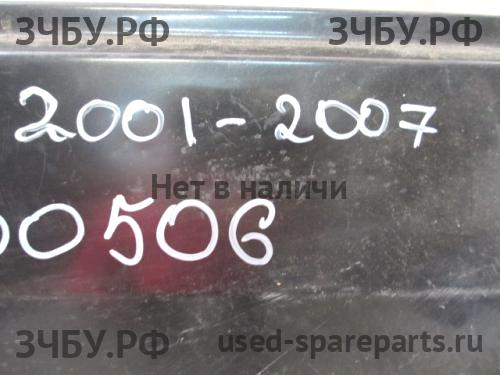 ЗЧБУ.РФ ЗЧБУ.РФ
2001-2007
Нет в наличи
00506
ЗЧБУ.РФ used-spareparts.ru